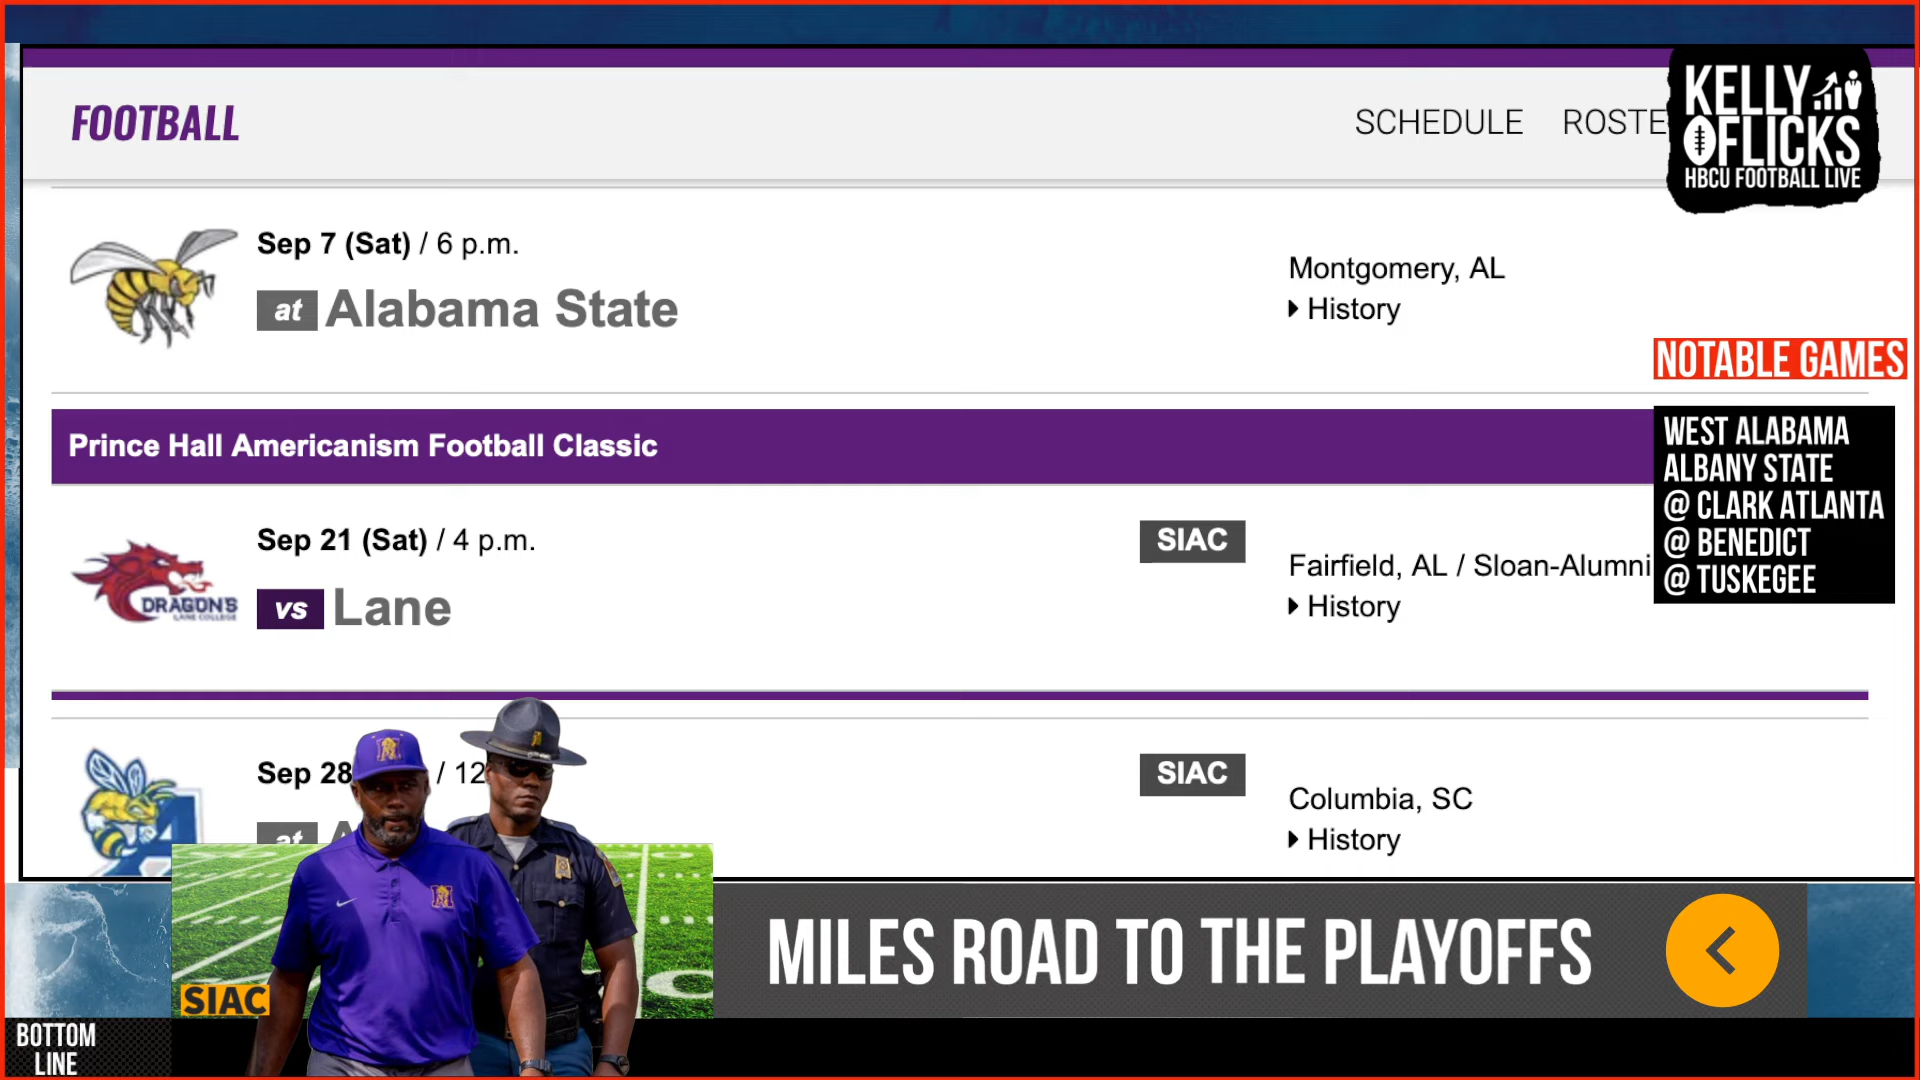 FOOTBALL
SCHEDULE
KELLY
FLICKS
HBCU FOOTBALL LIVE
Sep 7 (Sat) / 6 p.m.
at Alabama State
Montgomery, AL
History
NOTABLE GAMES
Prince Hall Americanism Football Classic
WEST ALABAMA
ALBANY STATE
@ CLARK ATLANTA
@ BENEDICT
@ TUSKEGEE
Sep 21 (Sat) / 4 p.m.
vs Lane
SIAC
Fairfield, AL / Sloan-Alumni
History
DRAGONS
LANE COLLEGE
Sep 28 / 12
at
SIAC
Columbia, SC
History
MILES ROAD TO THE PLAYOFFS
SIAC
BOTTOM
LINE